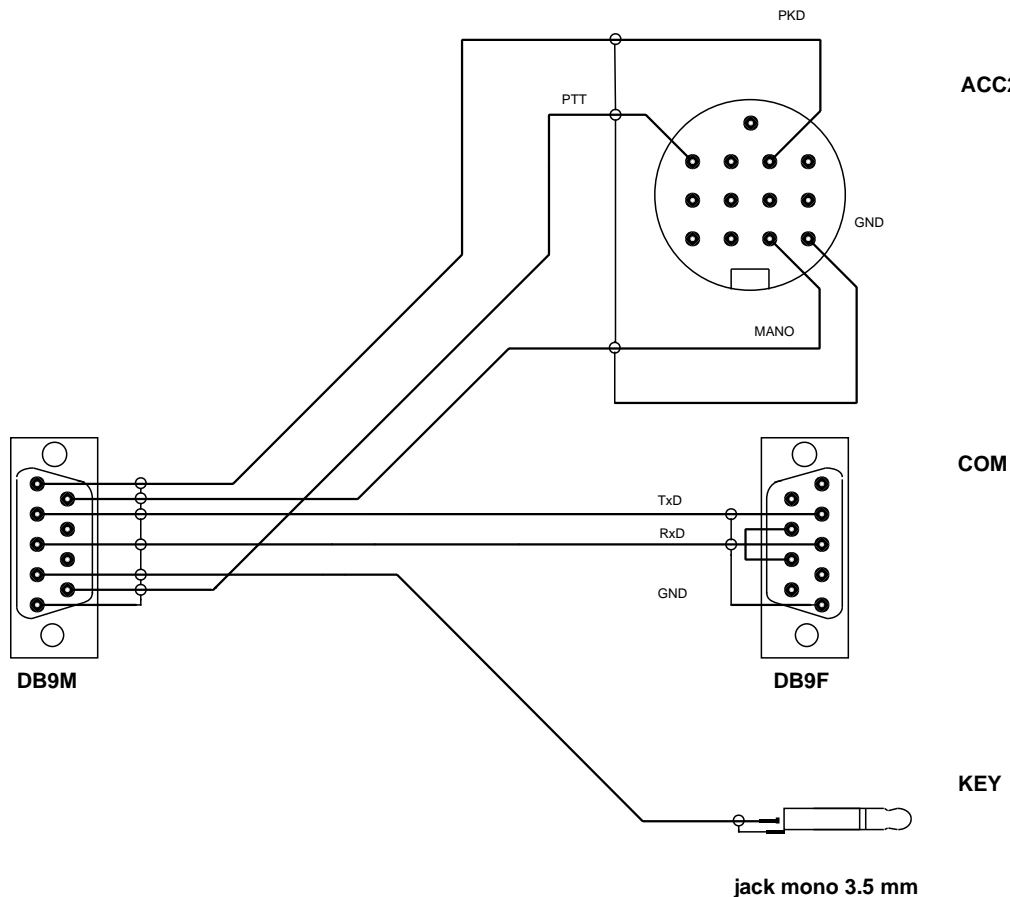 PKD
ACC2
PTT
GND
MANO
COM
TxD
RxD
GND
DB9M
DB9F
KEY
jack mono 3.5 mm